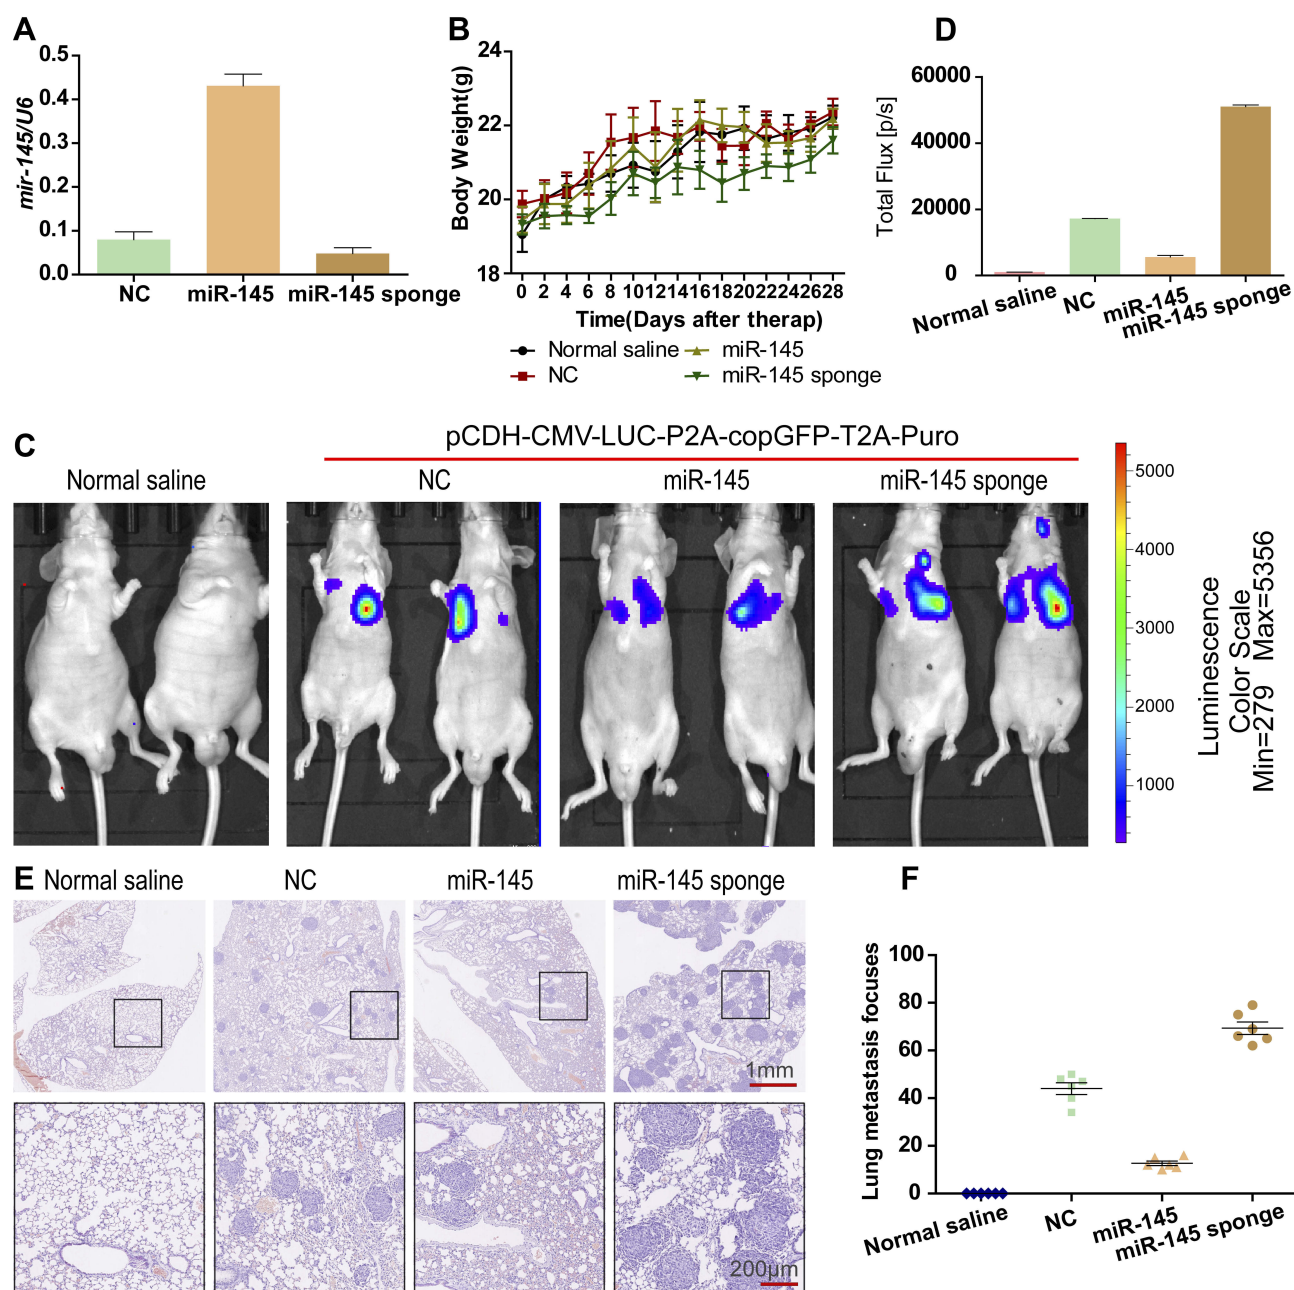 A
0.5
0.4
0.3
0.2
0.1
0.0
mir-145/U6
NC
miR-145
miR-145 sponge
B
24
22
20
18
Body Weight(g)
0 2 4 6 8 10 12 14 16 18 20 22 24 26 28
Time(Days after therap)
Normal saline
miR-145
NC
miR-145 sponge
D
60000
40000
20000
0
Total Flux [p/s]
Normal saline
NC
miR-145
miR-145 sponge
C
pCDH-CMV-LUC-P2A-copGFP-T2A-Puro
Normal saline
NC
miR-145
miR-145 sponge
5000
4000
3000
2000
1000
Luminescence
Color Scale
Min=279 Max=5356
E
Normal saline
NC
miR-145
miR-145 sponge
1mm
200μm
F
100
80
60
40
20
0
Lung metastasis focuses
Normal saline
NC
miR-145
miR-145 sponge